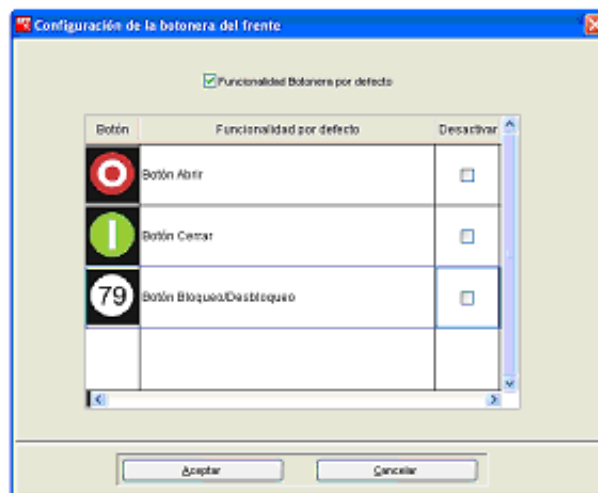 Configuración de la botonera del frente
Funcionalidad Botonera por defecto
Botón Funcionalidad por defecto Desactivar
Botón Abrir
Botón Cerrar
79 Botón Bloqueo/Desbloqueo
Aceptar Cancelar